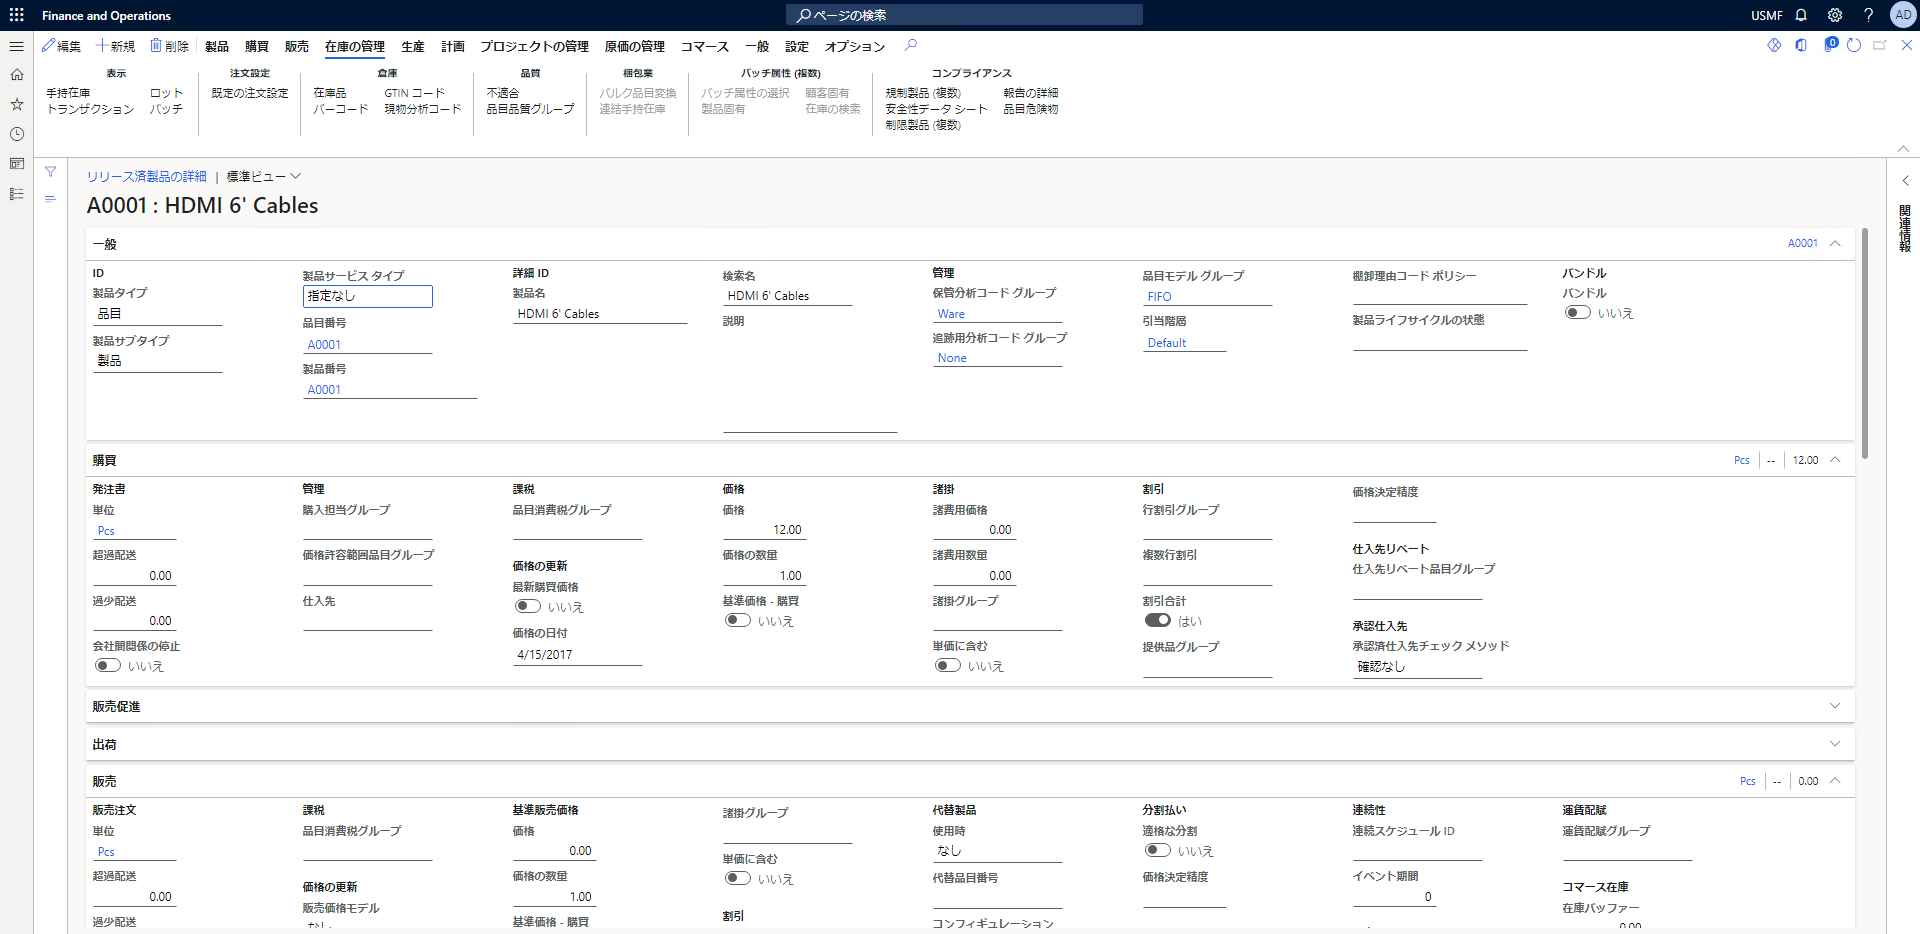 Finance and Operations
ページの検索
USMF
AD
編集 新規 削除 製品 購買 販売 在庫の管理 生産 計画 プロジェクトの管理 原価の管理 コマース 一般 設定 オプション
0
表示
手持在庫 ロット
トランザクション バッチ
注文設定
既定の注文設定
倉庫
在庫品 GTIN コード
バーコード 現物分析コード
品質
不適合
品目品質グループ
梱包業
バルク品目変換
連結手持在庫
バッチ属性 (複数)
バッチ属性の選択 顧客固有
製品固有 在庫の検索
コンプライアンス
規制製品 (複数) 報告の詳細
安全性データ シート 品目危険物
制限製品 (複数)
リリース済製品の詳細 | 標準ビュー
A0001 : HDMI 6' Cables
関連情報
一般
A0001
ID
製品タイプ
品目
製品サブタイプ
製品
製品サービス タイプ
指定なし
品目番号
A0001
製品番号
A0001
詳細 ID
製品名
HDMI 6' Cables
検索名
HDMI 6' Cables
説明
管理
保管分析コード グループ
Ware
追跡用分析コード グループ
None
品目モデル グループ
FIFO
引当階層
Default
棚卸理由コード ポリシー
製品ライフサイクルの状態
バンドル
バンドル
いいえ
購買
Pcs | -- | 12.00
発注書
単位
Pcs
超過配送
0.00
過少配送
0.00
会社間関係の停止
いいえ
管理
購入担当グループ
価格許容範囲品目グループ
仕入先
課税
品目消費税グループ
価格の更新
最新購買価格
いいえ
価格の日付
4/15/2017
価格
価格
12.00
価格の数量
1.00
基準価格 - 購買
いいえ
諸掛
諸費用価格
0.00
諸費用数量
0.00
諸掛グループ
単価に含む
いいえ
割引
行割引グループ
複数行割引
割引合計
はい
提供品グループ
価格決定精度
仕入先リベート
仕入先リベート品目グループ
承認仕入先
承認済仕入先チェック メソッド
確認なし
販売促進
出荷
販売
Pcs | -- | 0.00
販売注文
単位
Pcs
超過配送
0.00
過少配送
課税
品目消費税グループ
価格の更新
販売価格モデル
なし
基準販売価格
価格
0.00
価格の数量
1.00
基準価格 - 購買
諸掛グループ
単価に含む
いいえ
割引
代替製品
使用時
なし
代替品目番号
コンフィギュレーション
分割払い
適格な分割
いいえ
価格決定精度
連続性
連続スケジュール ID
イベント期間
0
運賃配賦
運賃配賦グループ
コマース在庫
在庫バッファー
0.00